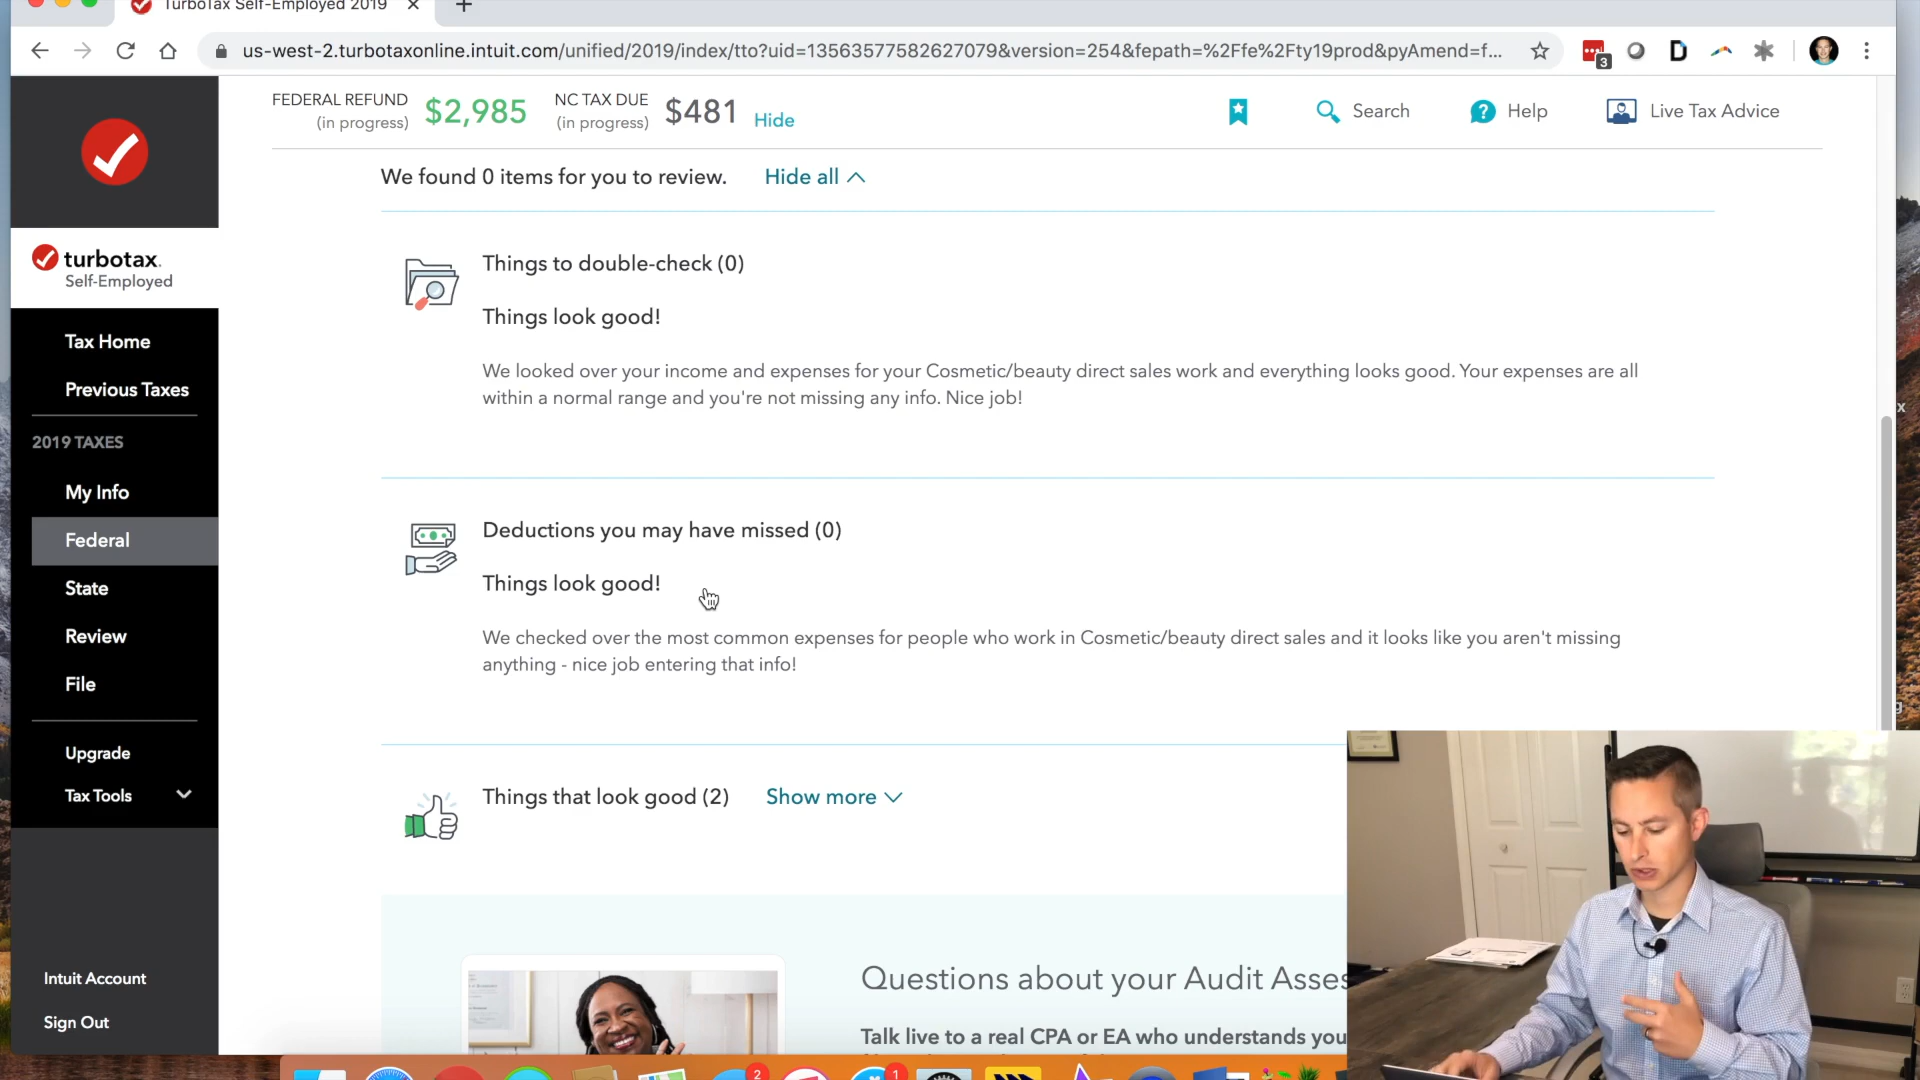 TurboTax Self-Employed 2019
us-west-2.turbotaxonline.intuit.com/unified/2019/index/tto?uid=13563577582627079&version=254&fepath=%2Ffe%2Fty19prod&pyAmend=f...
3
FEDERAL REFUND
(in progress)
$2,985
NC TAX DUE
(in progress)
$481
Hide
Search
Help
Live Tax Advice
turbotax.
Self-Employed
Tax Home
Previous Taxes
2019 TAXES
My Info
Federal
State
Review
File
Upgrade
Tax Tools
Intuit Account
Sign Out
We found 0 items for you to review.
Hide all
Things to double-check (0)
Things look good!
We looked over your income and expenses for your Cosmetic/beauty direct sales work and everything looks good. Your expenses are all
within a normal range and you're not missing any info. Nice job!
Deductions you may have missed (0)
Things look good!
We checked over the most common expenses for people who work in Cosmetic/beauty direct sales and it looks like you aren't missing
anything - nice job entering that info!
Things that look good (2)
Show more
Questions about your Audit Asses
Talk live to a real CPA or EA who understands you
2
1